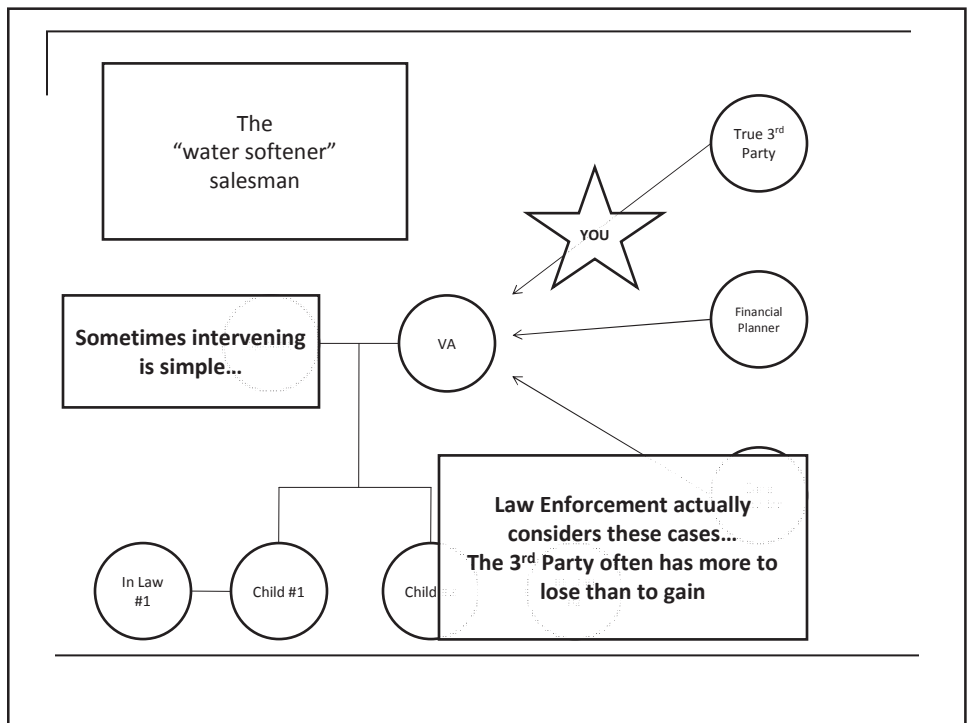 The
“water softener”
salesman
True 3rd
Party
YOU
Sometimes intervening
is simple…
VA
Financial
Planner
Law Enforcement actually
considers these cases…
The 3rd Party often has more to
lose than to gain
In Law
#1
Child #1
Child